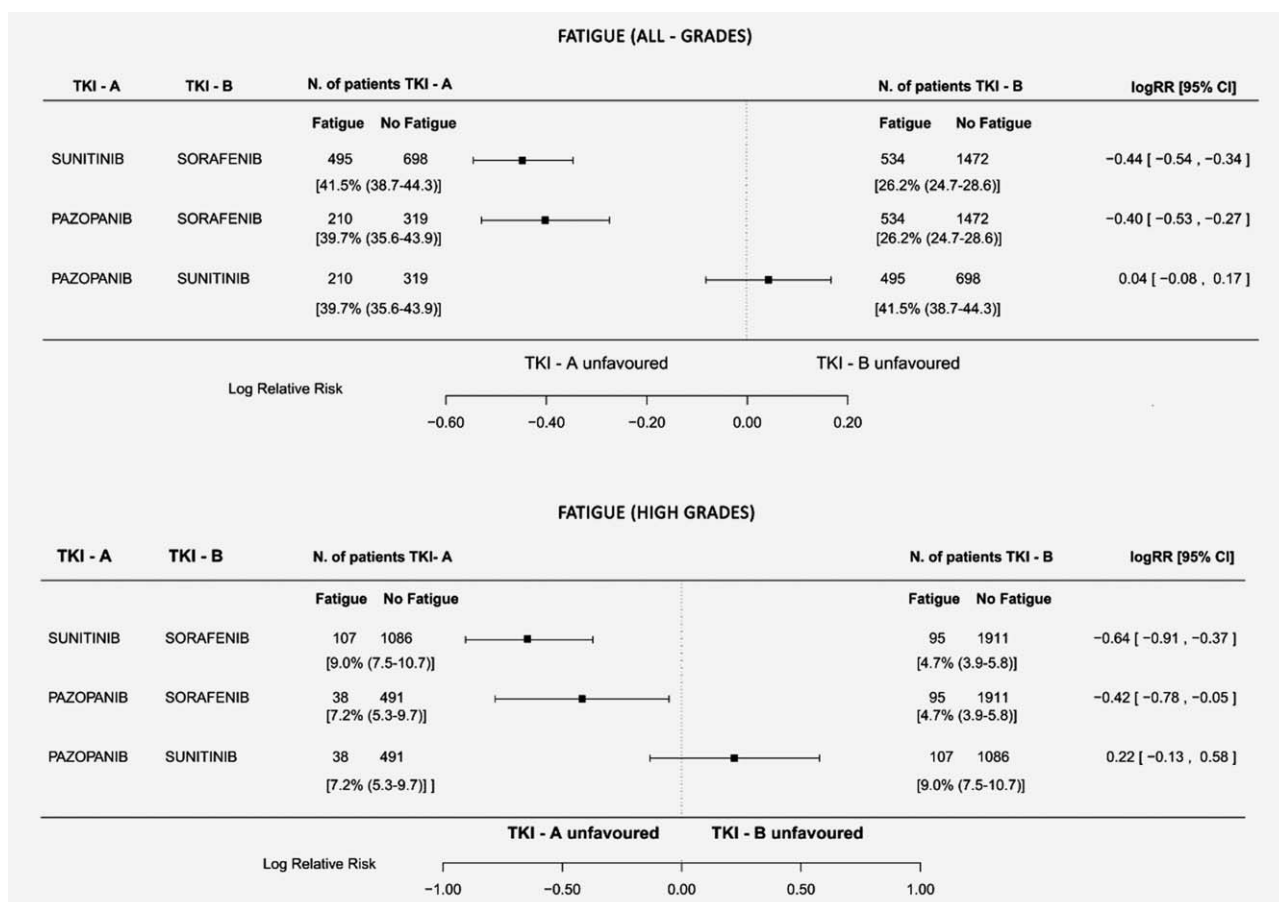 FATIGUE (ALL - GRADES)
TKI - A TKI - B N. of patients TKI - A N. of patients TKI - B logRR [95% CI]
Fatigue No Fatigue Fatigue No Fatigue
SUNITINIB SORAFENIB 495 698 534 1472 −0.44 [ −0.54 , −0.34 ]
[41.5% (38.7-44.3)] [26.2% (24.7-28.6)]
PAZOPANIB SORAFENIB 210 319 534 1472 −0.40 [ −0.53 , −0.27 ]
[39.7% (35.6-43.9)] [26.2% (24.7-28.6)]
PAZOPANIB SUNITINIB 210 319 495 698 0.04 [ −0.08 , 0.17 ]
[39.7% (35.6-43.9)] [41.5% (38.7-44.3)]
TKI - A unfavoured TKI - B unfavoured
Log Relative Risk
−0.60 −0.40 −0.20 0.00 0.20
FATIGUE (HIGH GRADES)
TKI - A TKI - B N. of patients TKI- A N. of patients TKI - B logRR [95% CI]
Fatigue No Fatigue Fatigue No Fatigue
SUNITINIB SORAFENIB 107 1086 95 1911 −0.64 [ −0.91 , −0.37 ]
[9.0% (7.5-10.7)] [4.7% (3.9-5.8)]
PAZOPANIB SORAFENIB 38 491 95 1911 −0.42 [ −0.78 , −0.05 ]
[7.2% (5.3-9.7)] [4.7% (3.9-5.8)]
PAZOPANIB SUNITINIB 38 491 107 1086 0.22 [ −0.13 , 0.58 ]
[7.2% (5.3-9.7)] ] [9.0% (7.5-10.7)]
TKI - A unfavoured TKI - B unfavoured
Log Relative Risk
−1.00 −0.50 0.00 0.50 1.00